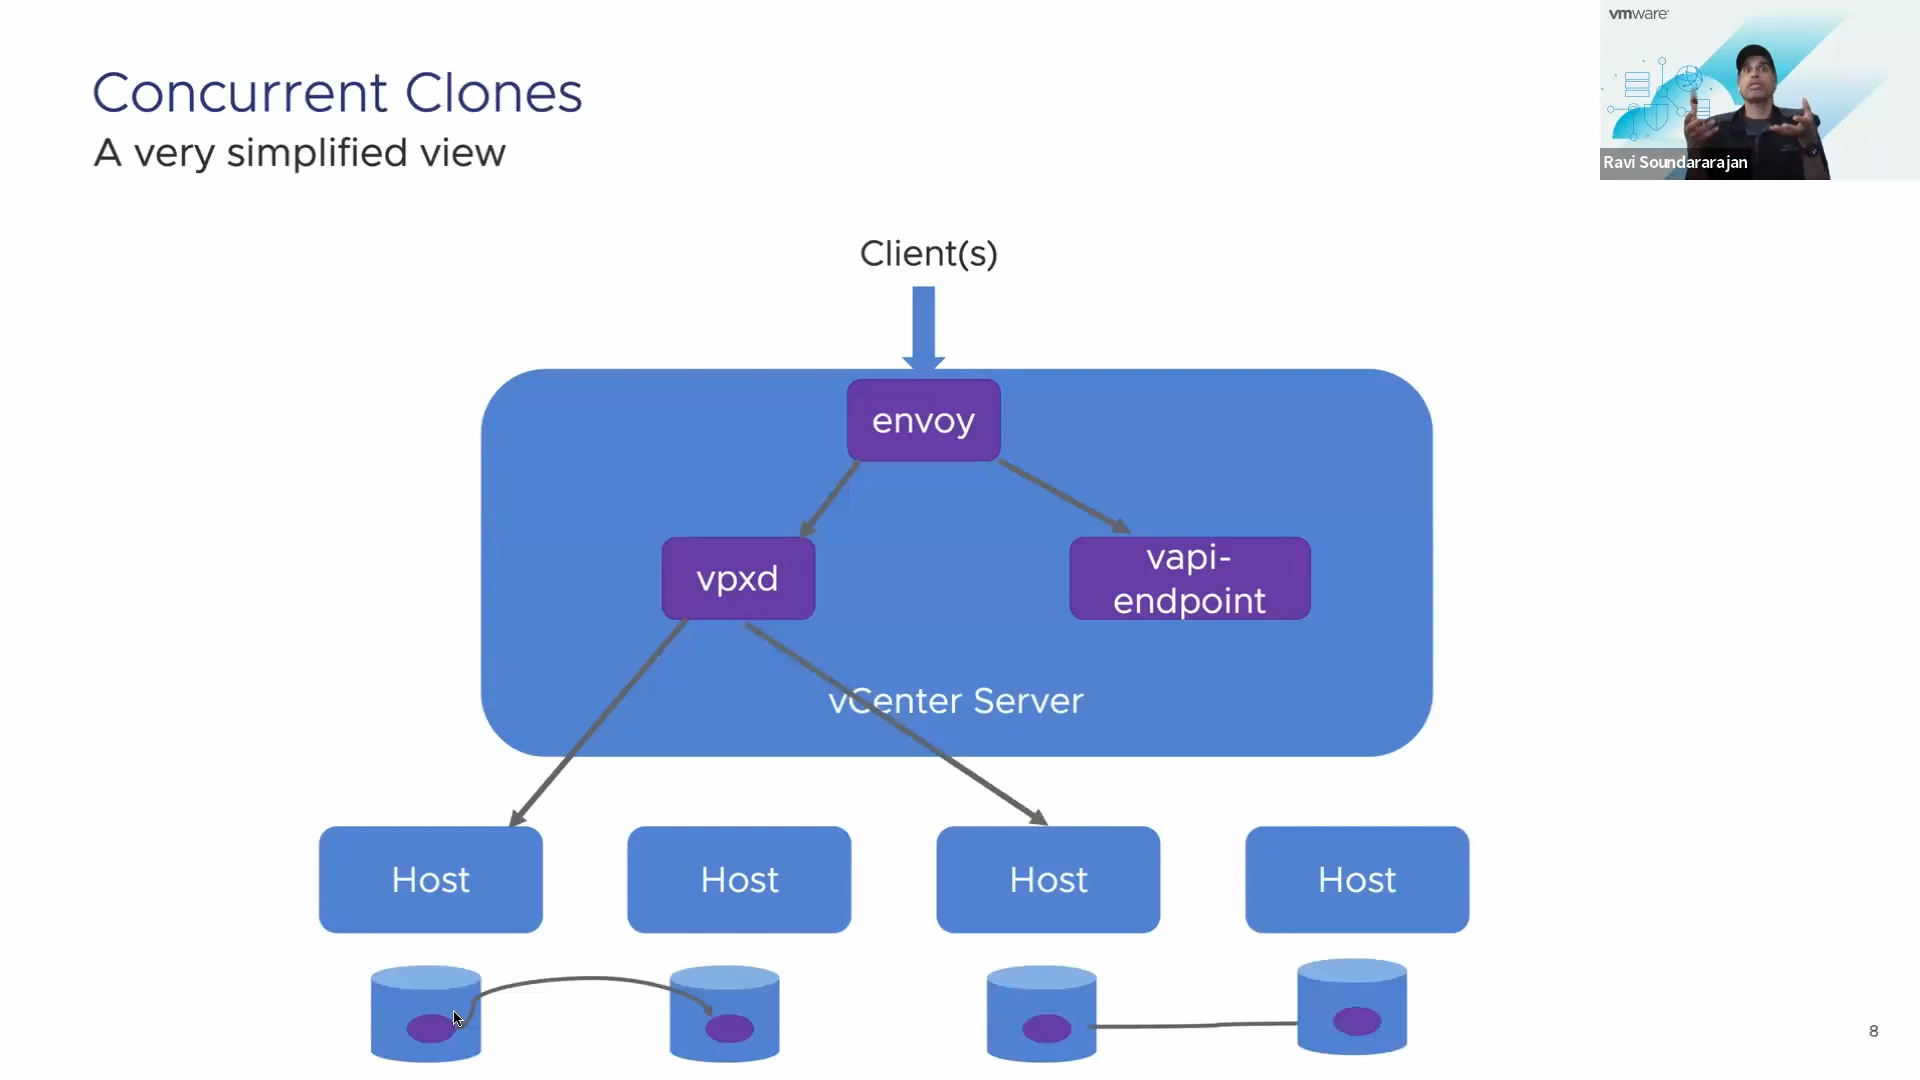 vmware
Concurrent Clones
A very simplified view
Ravi Soundararajan
Client(s)
envoy
vpxd
vapi-
endpoint
vCenter Server
Host
Host
Host
Host
8